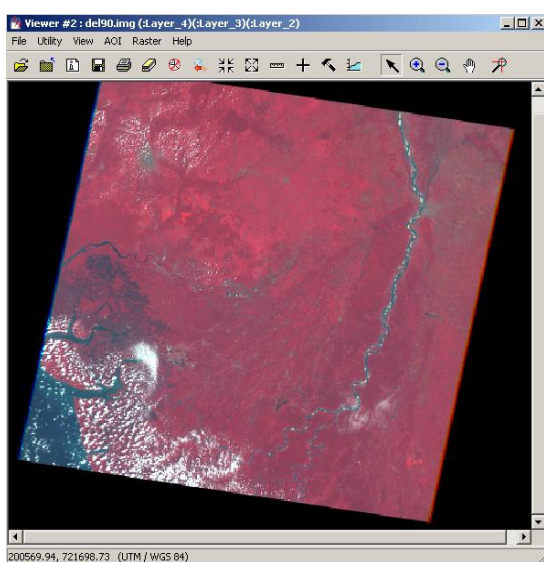 Viewer #2 : del90.img (:Layer_4)(:Layer_3)(:Layer_2)
File Utility View AOI Raster Help
200569.94, 721698.73 (UTM / WGS 84)